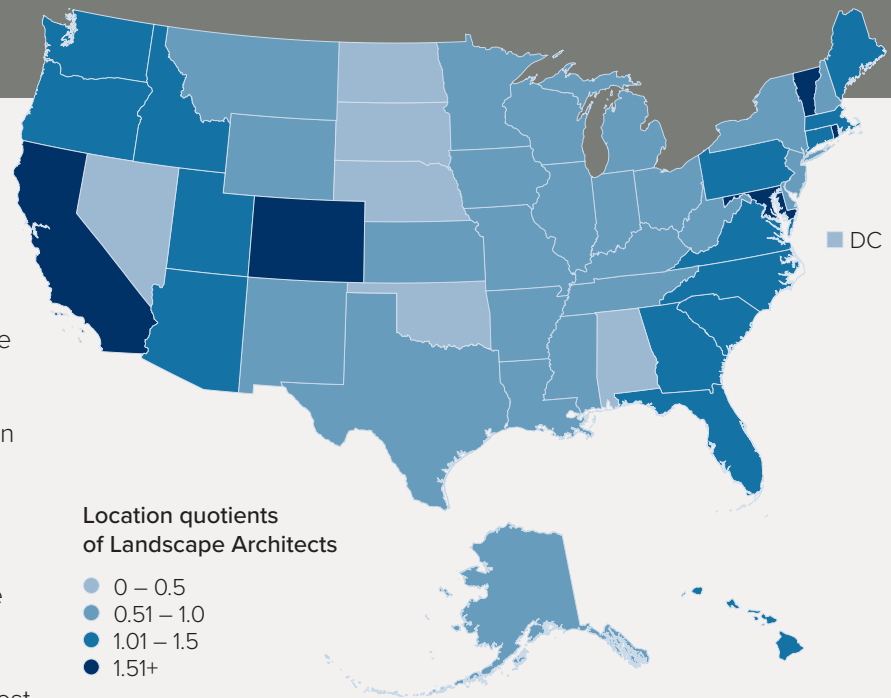 DC
Location quotients
of Landscape Architects
0 – 0.5
0.51 – 1.0
1.01 – 1.5
1.51+